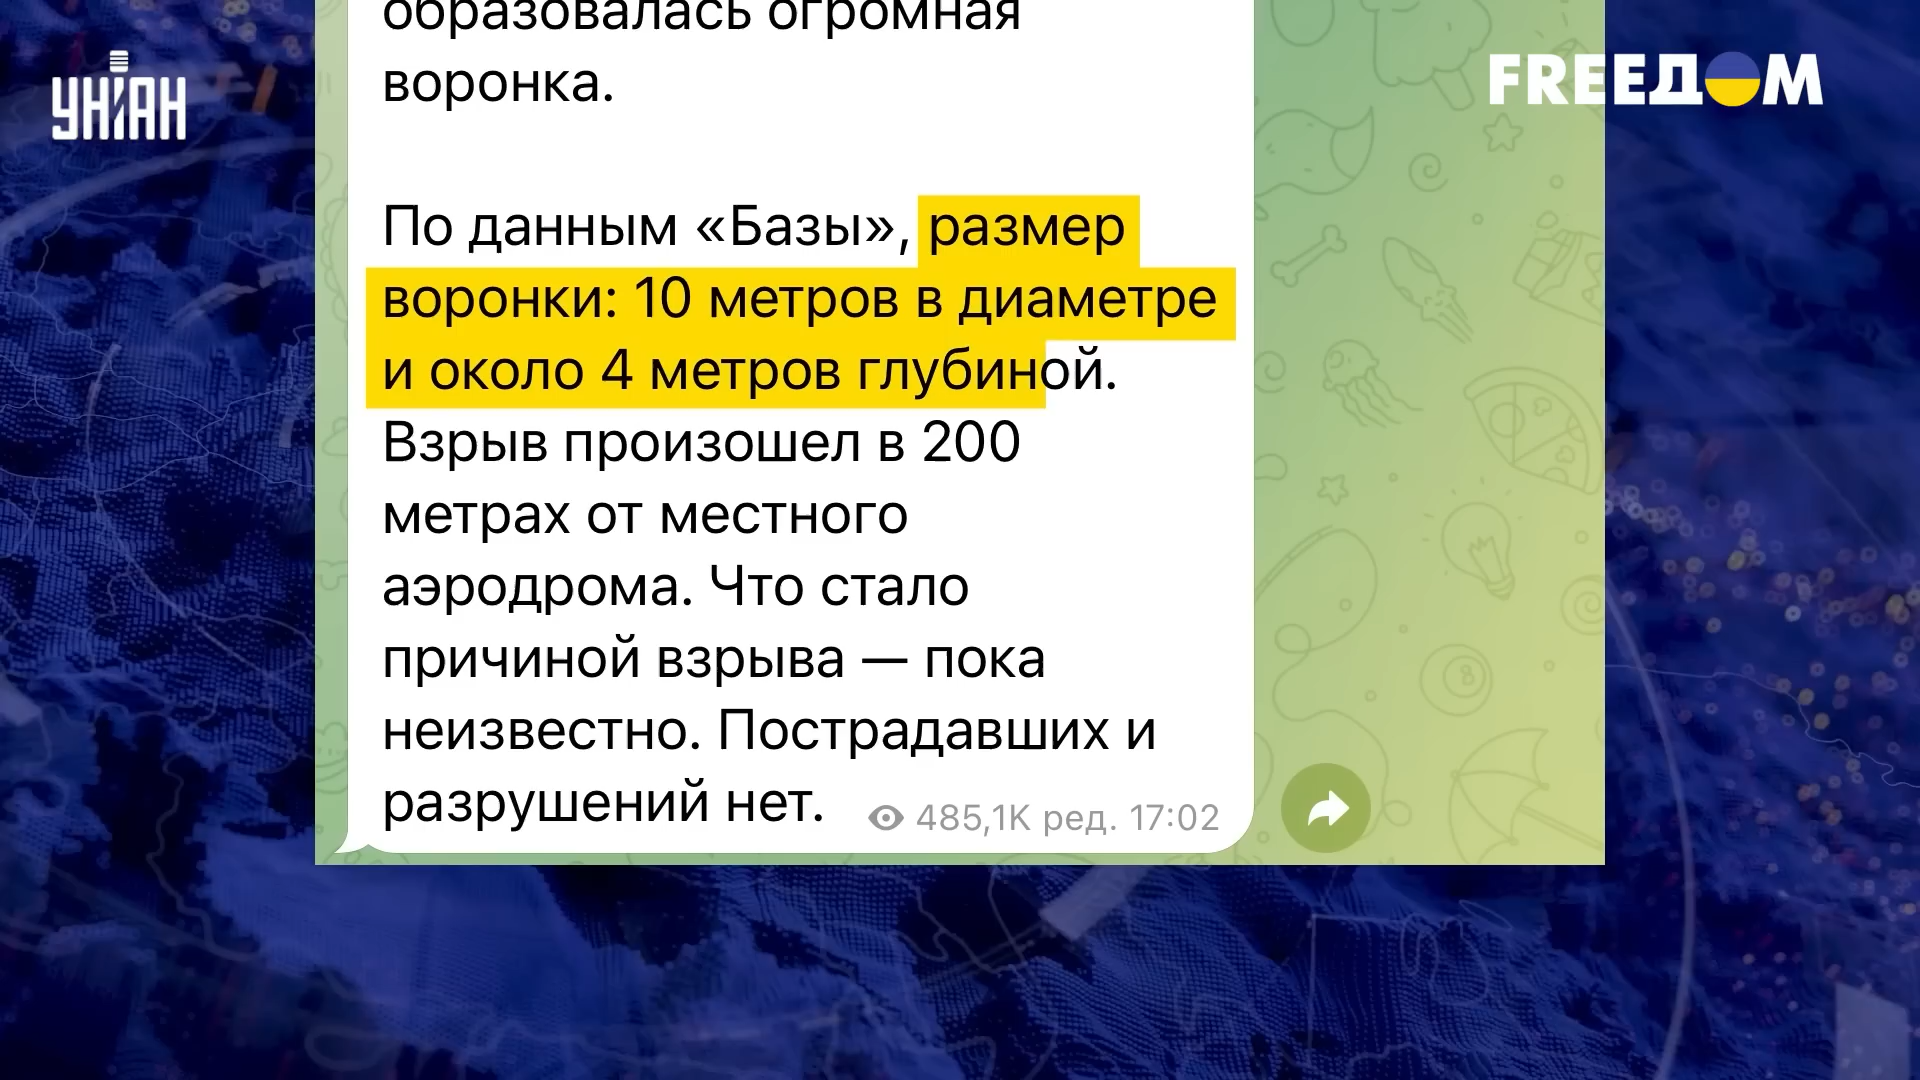 образовалась огромная
воронка.
УНІАН
FREEДOM
По данным «Базы», размер
воронки: 10 метров в диаметре
и около 4 метров глубиной.
Взрыв произошел в 200
метрах от местного
аэродрома. Что стало
причиной взрыва — пока
неизвестно. Пострадавших и
разрушений нет.
485,1K ред. 17:02